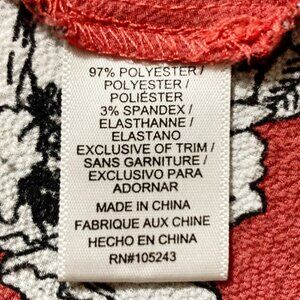 97% POLYESTER /
POLYESTER /
POLIÉSTER
3% SPANDEX /
ELASTHANNE /
ELASTANO
EXCLUSIVE OF TRIM /
SANS GARNITURE /
EXCLUSIVO PARA
ADORNAR
MADE IN CHINA
FABRIQUE AUX CHINE
HECHO EN CHINA
RN#105243